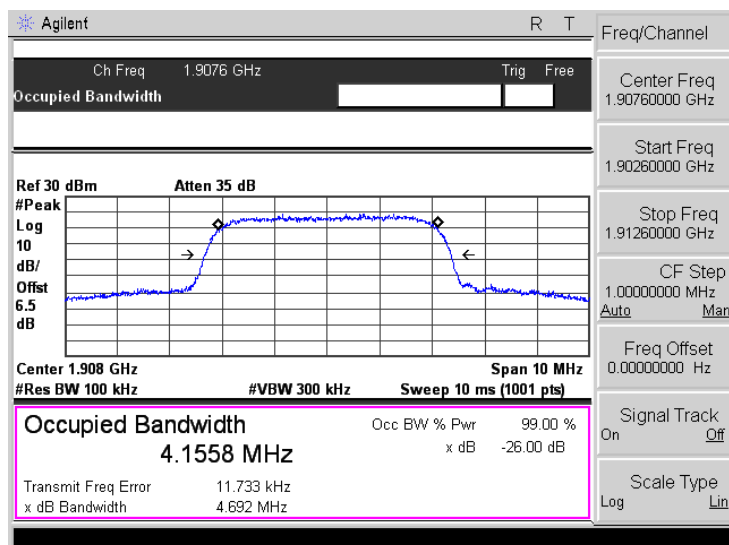 Agilent R T
Ch Freq 1.9076 GHz Trig Free
Occupied Bandwidth
Ref 30 dBm Atten 35 dB
#Peak
Log
10
dB/
Offst
6.5
dB
Center 1.908 GHz Span 10 MHz
#Res BW 100 kHz #VBW 300 kHz Sweep 10 ms (1001 pts)
Occupied Bandwidth Occ BW % Pwr 99.00 %
4.1558 MHz x dB -26.00 dB
Transmit Freq Error 11.733 kHz
x dB Bandwidth 4.692 MHz
Freq/Channel
Center Freq
1.90760000 GHz
Start Freq
1.90260000 GHz
Stop Freq
1.91260000 GHz
CF Step
1.00000000 MHz
Auto Man
Freq Offset
0.00000000 Hz
Signal Track
On Off
Scale Type
Log Lin